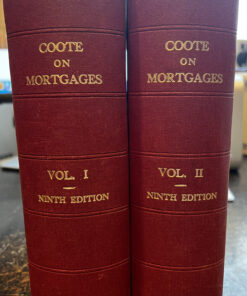 COOTE
ON
MORTGAGES
VOL. I
NINTH EDITION
COOTE
ON
MORTGAGES
VOL. II
NINTH EDITION